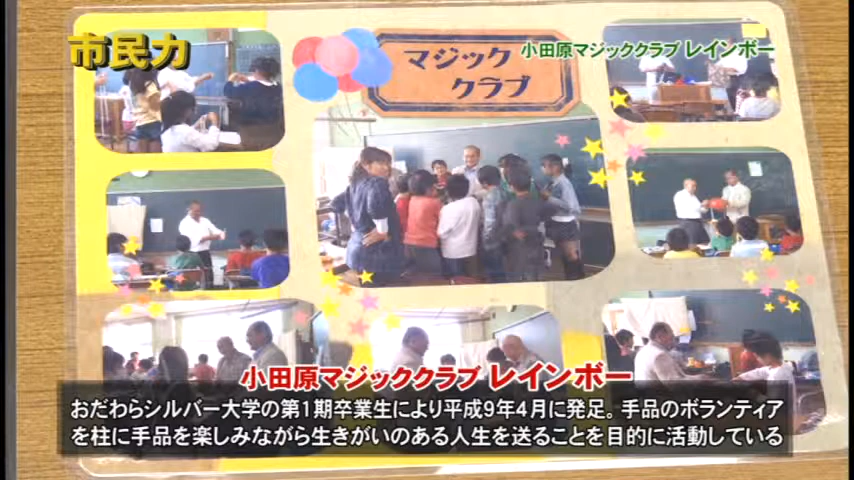 市民力
マジック
クラブ
小田原マジッククラブ レインボー
小田原マジッククラブ レインボー
おだわらシルバー大学の第1期卒業生により平成9年4月に発足。手品のボランティア
を柱に手品を楽しみながら生きがいのある人生を送ることを目的に活動している